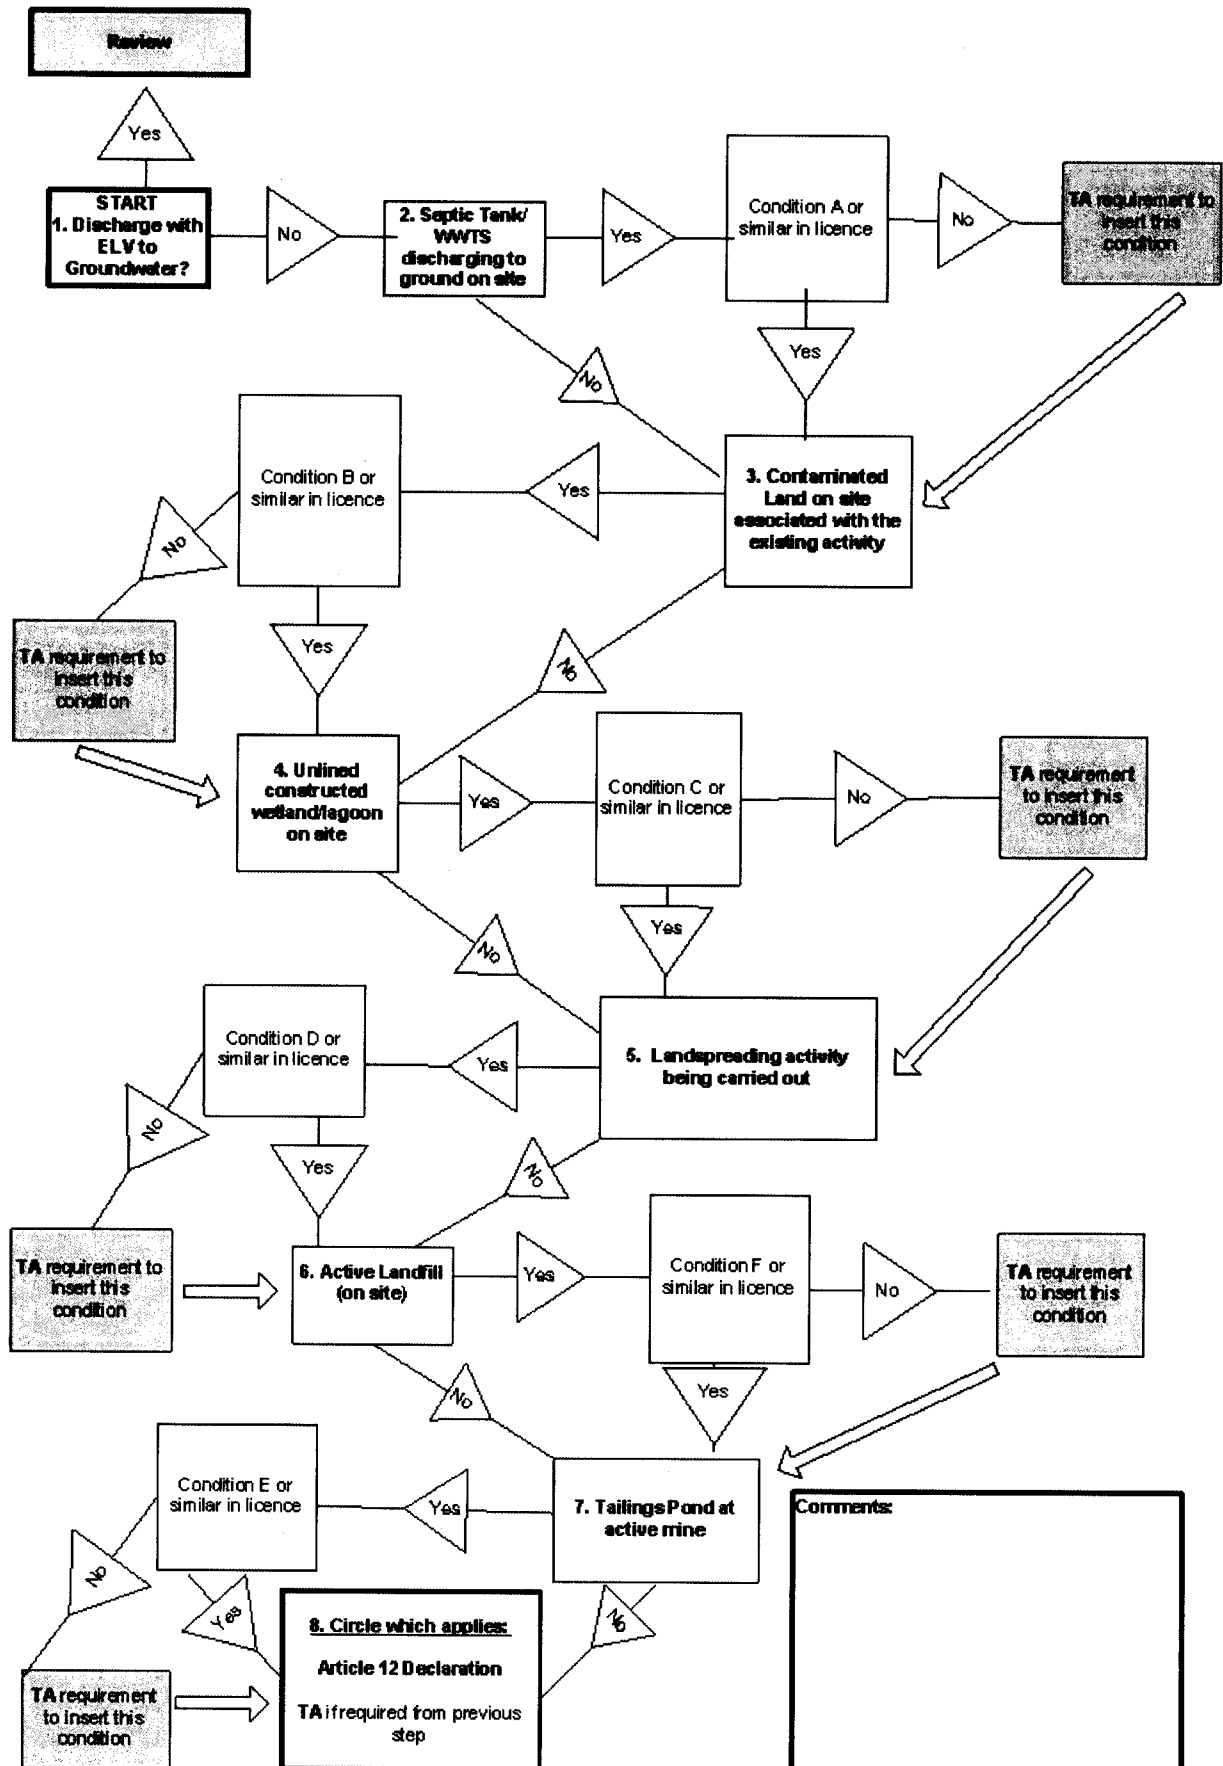 Review
Yes
START
1. Discharge with
ELV to
Groundwater?
No
2. Septic Tank/
WWTS
discharging to
ground on site
Yes
Condition A or
similar in licence
No
TA requirement to
insert this
condition
Yes
No
3. Contaminated
Land on site
associated with the
existing activity
Yes
Condition B or
similar in licence
No
TA requirement to
insert this
condition
Yes
No
4. Unlined
constructed
wetland/lagoon
on site
Yes
Condition C or
similar in licence
No
TA requirement
to insert this
condition
Yes
No
5. Landspreading activity
being carried out
Yes
Condition D or
similar in licence
No
TA requirement to
insert this
condition
Yes
No
6. Active Landfill
(on site)
Yes
Condition F or
similar in licence
No
TA requirement
to insert this
condition
Yes
No
7. Tailings Pond at
active mine
Yes
Condition E or
similar in licence
No
TA requirement
to insert this
condition
Yes
No
8. Circle which applies:
Article 12 Declaration
TA if required from previous
step
Comments: